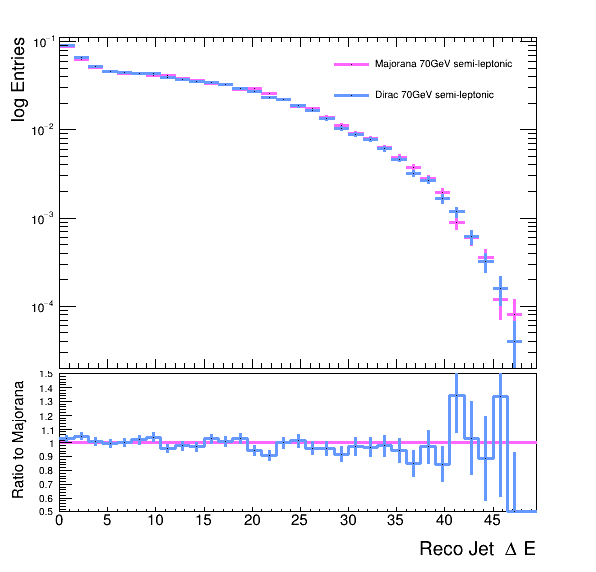 log Entries
10⁻¹
10⁻²
10⁻³
10⁻⁴
Majorana 70GeV semi-leptonic
Dirac 70GeV semi-leptonic
Ratio to Majorana
1.5
1.4
1.3
1.2
1.1
1
0.9
0.8
0.7
0.6
0.5
0 5 10 15 20 25 30 35 40 45
Reco Jet Δ E